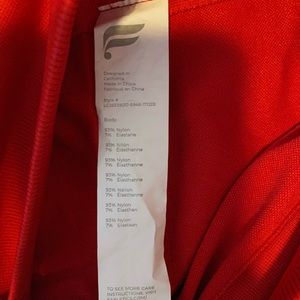 Designed in
California
Made in China
Fabriqué en Chine
Style #
Body
93% Nylon
7% Elastane
93% Nylon
7% Elasthanne
93% Nylon
7% Elasthanne
93% Nailon
7% Elasthanne
93% Nylon
7% Elasthan
93% Nylon
7% Elastaan
TO SEE MORE CARE
INSTRUCTIONS VISIT